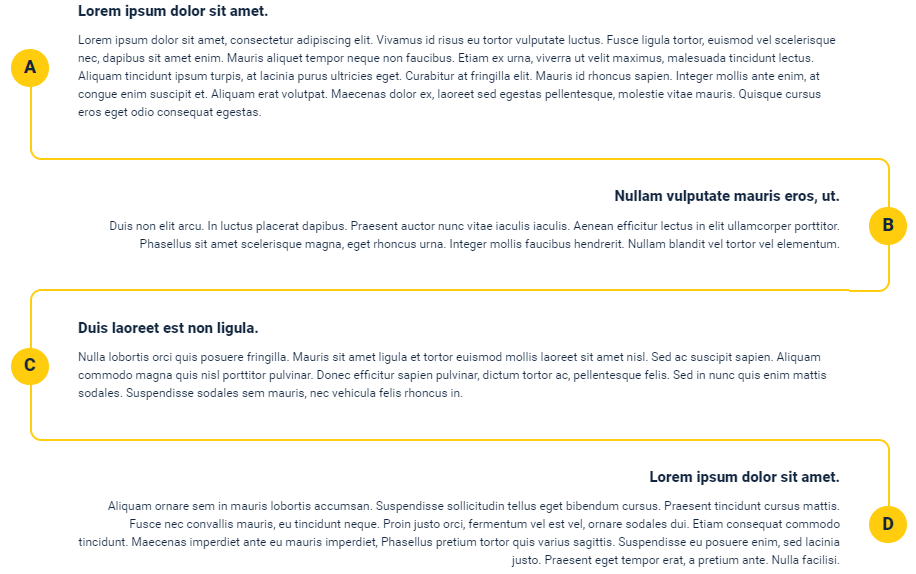 Lorem ipsum dolor sit amet.
Lorem ipsum dolor sit amet, consectetur adipiscing elit. Vivamus id risus eu tortor vulputate luctus. Fusce ligula tortor, euismod vel scelerisque
nec, dapibus sit amet enim. Mauris aliquet tempor neque non faucibus. Etiam ex urna, viverra ut velit maximus, malesuada tincidunt lectus.
A
Aliquam tincidunt ipsum turpis, at lacinia purus ultricies eget. Curabitur at fringilla elit. Mauris id rhoncus sapien. Integer mollis ante enim, at
congue enim suscipit et. Aliquam erat volutpat. Maecenas dolor ex, laoreet sed egestas pellentesque, molestie vitae mauris. Quisque cursus
eros eget odio consequat egestas.
Nullam vulputate mauris eros, ut.
Duis non elit arcu. In luctus placerat dapibus. Praesent auctor nunc vitae iaculis iaculis. Aenean efficitur lectus in elit ullamcorper porttitor.
B
Phasellus sit amet scelerisque magna, eget rhoncus urna. Integer mollis faucibus hendrerit. Nullam blandit vel tortor vel elementum.
Duis laoreet est non ligula.
Nulla lobortis orci quis posuere fringilla. Mauris sit amet ligula et tortor euismod mollis laoreet sit amet nisl. Sed ac suscipit sapien. Aliquam
C
commodo magna quis nisl porttitor pulvinar. Donec efficitur sapien pulvinar, dictum tortor ac, pellentesque felis. Sed in nunc quis enim mattis
sodales. Suspendisse sodales sem mauris, nec vehicula felis rhoncus in.
Lorem ipsum dolor sit amet.
Aliquam ornare sem in mauris lobortis accumsan. Suspendisse sollicitudin tellus eget bibendum cursus. Praesent tincidunt cursus mattis.
Fusce nec convallis mauris, eu tincidunt neque. Proin justo orci, fermentum vel est vel, ornare sodales dui. Etiam consequat commodo
D
tincidunt. Maecenas imperdiet ante eu mauris imperdiet, Phasellus pretium tortor quis varius sagittis. Suspendisse eu posuere enim, sed lacinia
justo. Praesent eget tempor erat, a pretium ante. Nulla facilisi.